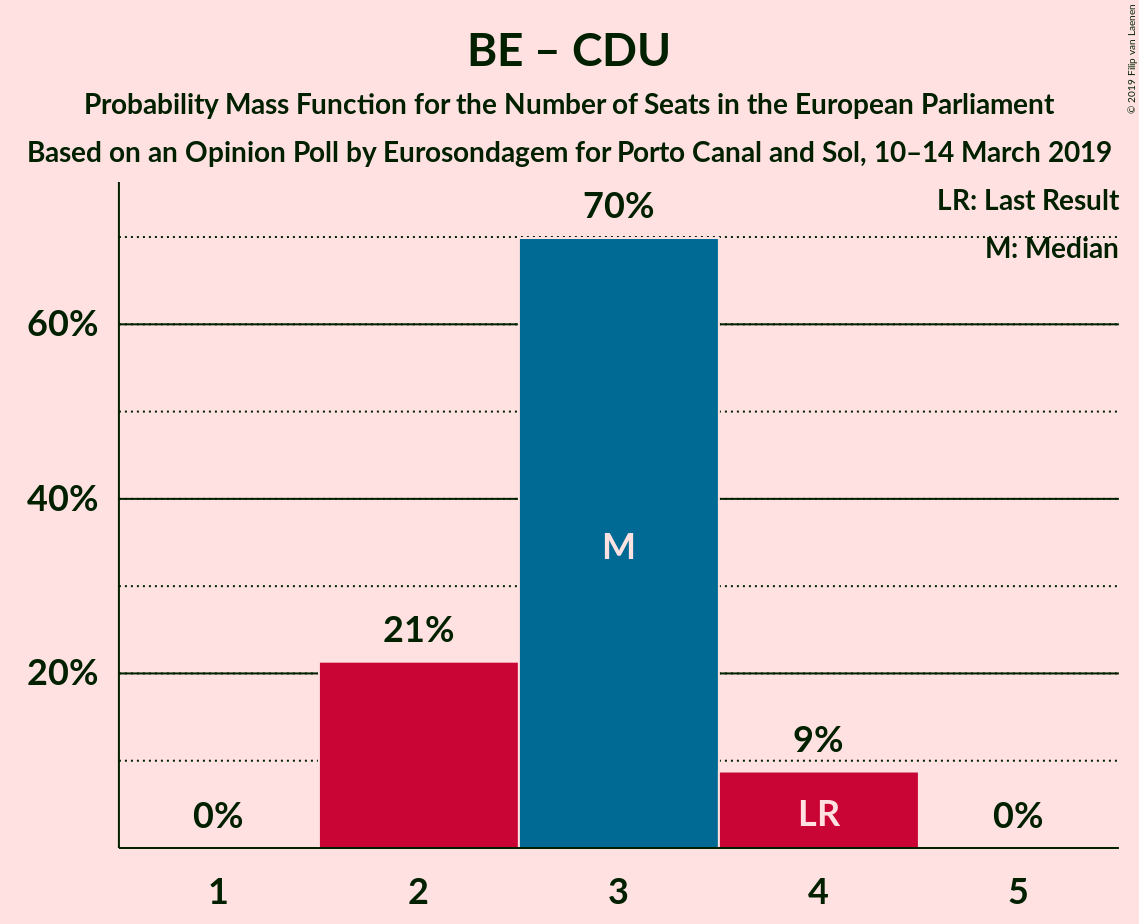 BE – CDU
Probability Mass Function for the Number of Seats in the European Parliament
Based on an Opinion Poll by Eurosondagem for Porto Canal and Sol, 10–14 March 2019
© 2019 Filip van Laenen
LR: Last Result
M: Median
70%
60%
40%
20%
M
21%
9%
LR
0%
0%
1 2 3 4 5